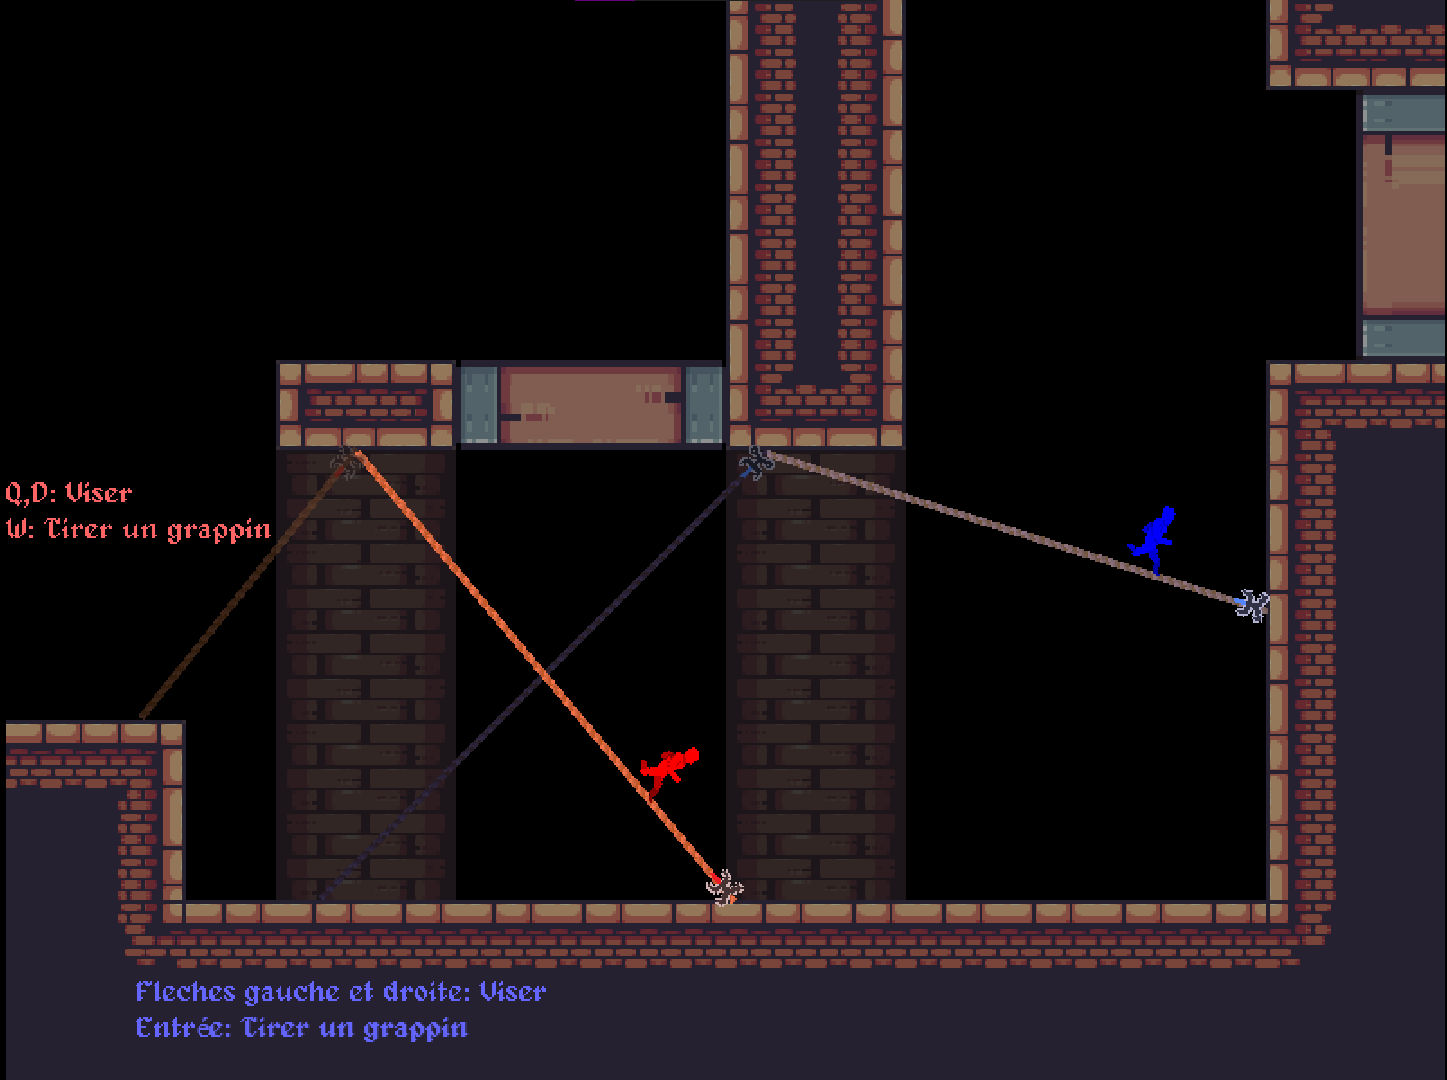 Q,D: Viser
W: Tirer un grappin
Fleches gauche et droite: Viser
Entrée: Tirer un grappin